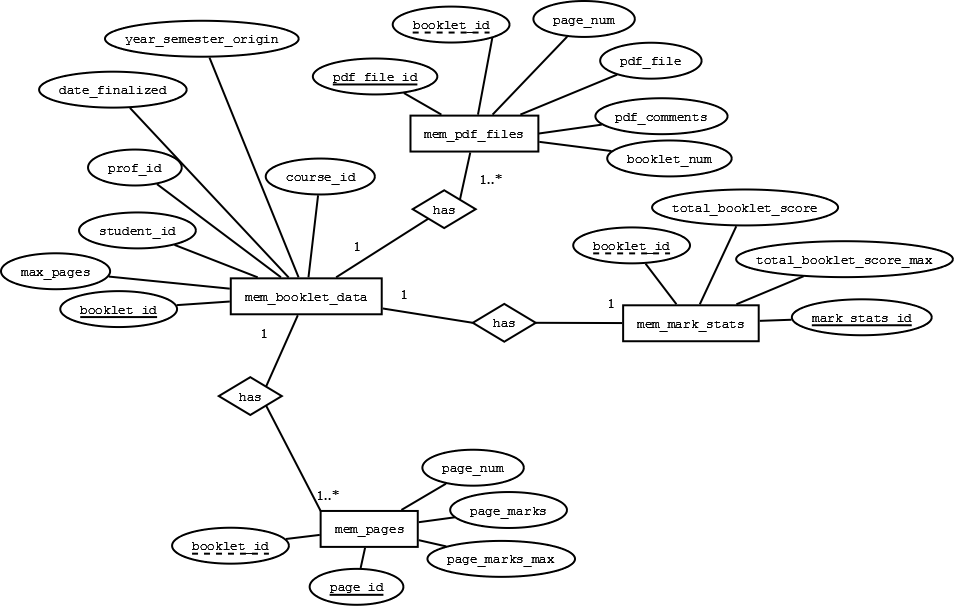 year_semester_origin
booklet_id
page_num
date_finalized
pdf_file_id
pdf_file
mem_pdf_files
pdf_comments
booklet_num
prof_id
course_id
1..*
has
total_booklet_score
student_id
1
booklet_id
total_booklet_score_max
max_pages
mem_booklet_data
1
booklet_id
1
has
1
mem_mark_stats
mark_stats_id
has
page_num
1..*
page_marks
mem_pages
booklet_id
page_marks_max
page_id